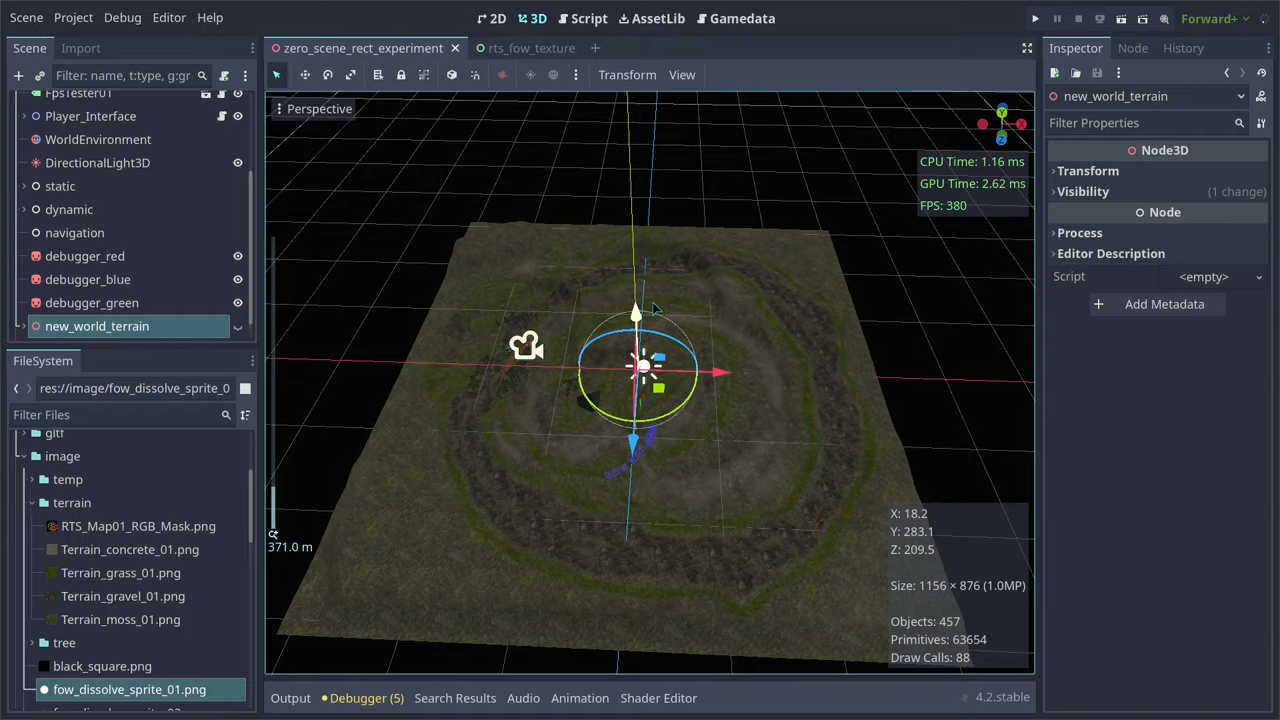 Scene Project Debug Editor Help
2D 3D Script AssetLib Gamedata
Forward+
Scene Import
Filter: name, t:type, g:gr
FpsTester01
Player_Interface
WorldEnvironment
DirectionalLight3D
static
dynamic
navigation
debugger_red
debugger_blue
debugger_green
new_world_terrain
FileSystem
res://image/fow_dissolve_sprite_0
Filter Files
gltf
image
temp
terrain
RTS_Map01_RGB_Mask.png
Terrain_concrete_01.png
Terrain_grass_01.png
Terrain_gravel_01.png
Terrain_moss_01.png
tree
black_square.png
fow_dissolve_sprite_01.png
zero_scene_rect_experiment rts_fow_texture
Transform View
Perspective
Y
X
Z
CPU Time: 1.16 ms
GPU Time: 2.62 ms
FPS: 380
371.0 m
X: 18.2
Y: 283.1
Z: 209.5
Size: 1156 × 876 (1.0MP)
Objects: 457
Primitives: 63654
Draw Calls: 88
Output Debugger (5) Search Results Audio Animation Shader Editor
4.2.stable
Inspector Node History
new_world_terrain
Filter Properties
Node3D
Transform
Visibility (1 change)
Node
Process
Editor Description
Script <empty>
Add Metadata